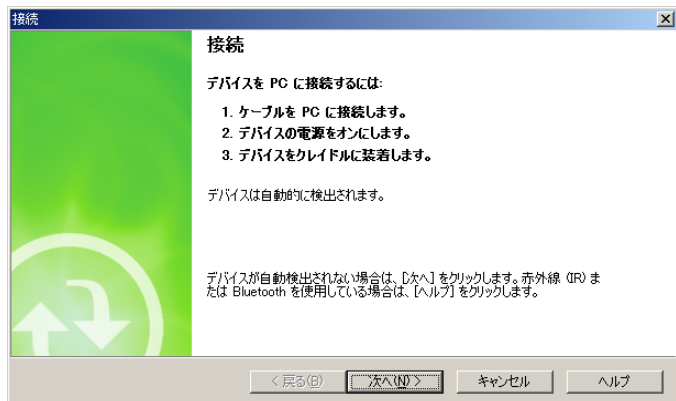 接続
接続
デバイスを PC に接続するには:
1. ケーブルを PC に接続します。
2. デバイスの電源をオンにします。
3. デバイスをクレイドルに装着します。
デバイスは自動的に検出されます。
デバイスが自動検出されない場合は、[次へ] をクリックします。赤外線 (IR) ま
たは Bluetooth を使用している場合は、[ヘルプ] をクリックします。
< 戻る(B) 次へ(N) > キャンセル ヘルプ